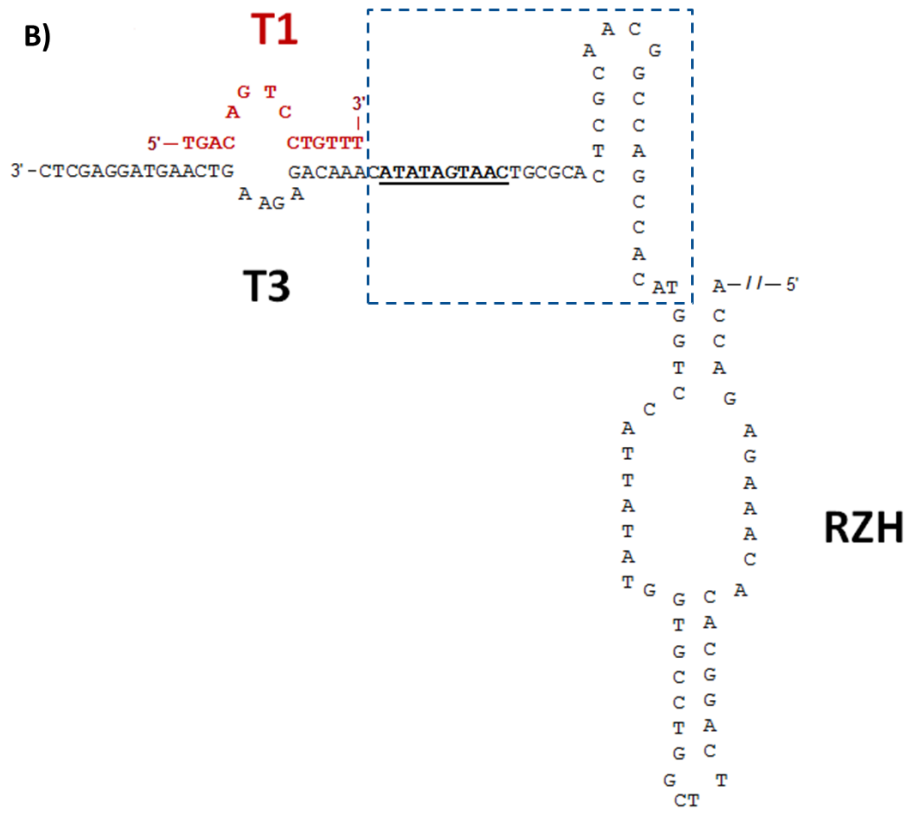 B)
T1
A C
A G
C G
G C
C C
T A
C G
C
C
A
C AT
G T
A C
3'
5'—TGAC CTGTTT
3'-CTCGAGGATGAACTG GACAAACATATAGTAACTGCGCA
A AG A
T3
A—//—5'
G C
G C
T A
C G
C A
A G
T A
T A
A A
T C
A A
T
G
G C
T A
G C
C G
C G
T A
G C
G T
CT
RZH